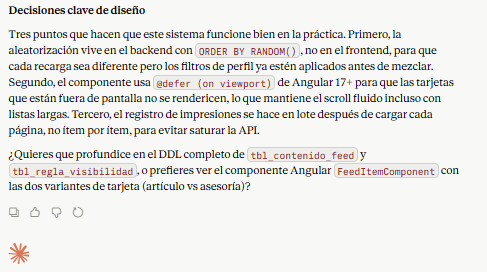 Decisiones clave de diseño
Tres puntos que hacen que este sistema funcione bien en la práctica. Primero, la
aleatorización vive en el backend con ORDER BY RANDOM(), no en el frontend, para que
cada recarga sea diferente pero los filtros de perfil ya estén aplicados antes de mezclar.
Segundo, el componente usa @defer (on viewport) de Angular 17+ para que las tarjetas
que están fuera de pantalla no se rendericen, lo que mantiene el scroll fluido incluso con
listas largas. Tercero, el registro de impresiones se hace en lote después de cargar cada
página, no ítem por ítem, para evitar saturar la API.
¿Quieres que profundice en el DDL completo de tbl_contenido_feed y
tbl_regla_visibilidad, o prefieres ver el componente Angular FeedItemComponent con
las dos variantes de tarjeta (artículo vs asesoría)?